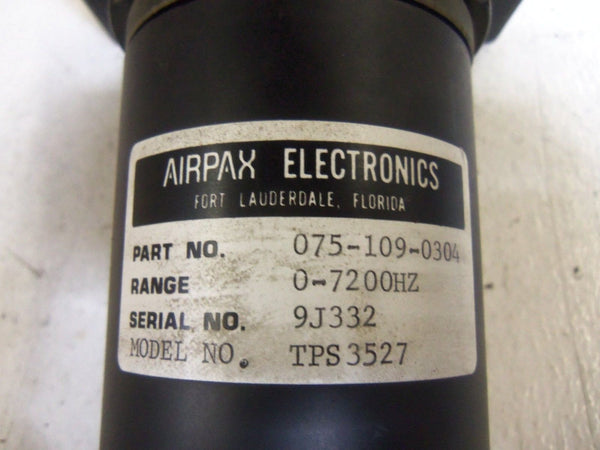 AIRPAX ELECTRONICS
FORT LAUDERDALE, FLORIDA
PART NO. 075-109-0304
RANGE 0-7200HZ
SERIAL NO. 9J332
MODEL NO. TPS3527